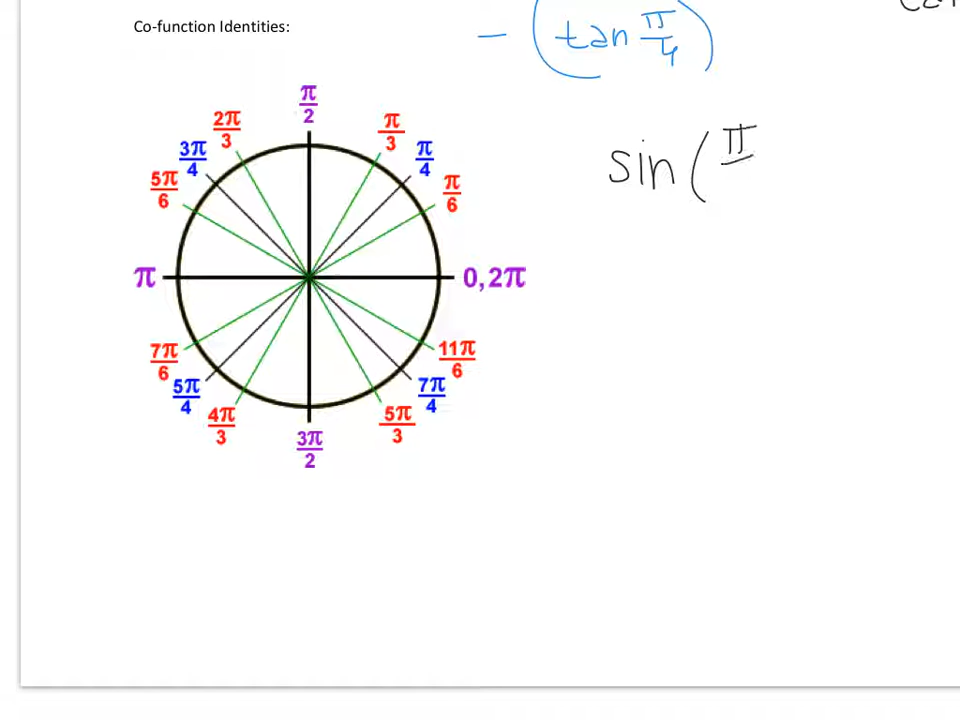 Co-function Identities:
- (tan π/4)
sin(π
π/2
2π/3
π/3
3π/4
π/4
5π/6
π/6
π
0, 2π
7π/6
11π/6
5π/4
7π/4
4π/3
5π/3
3π/2